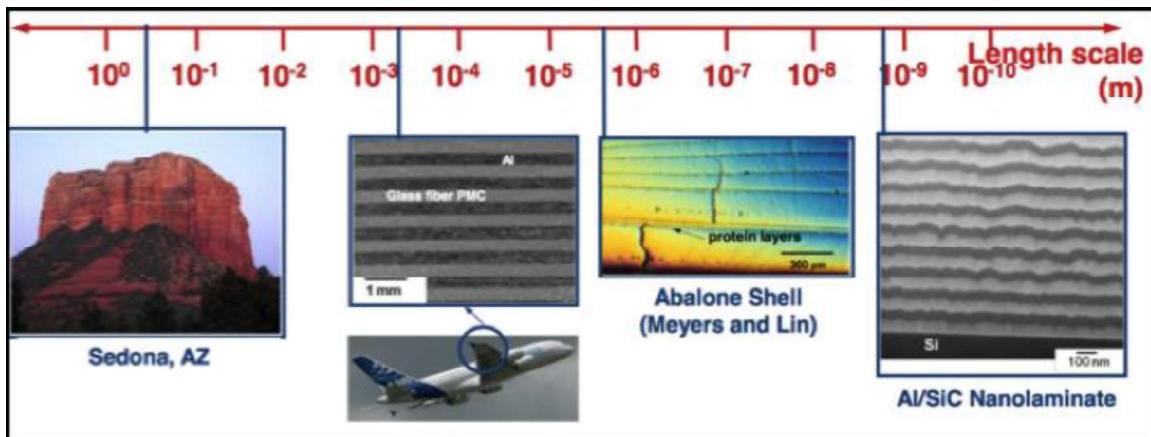 10⁰ 10⁻¹ 10⁻² 10⁻³ 10⁻⁴ 10⁻⁵ 10⁻⁶ 10⁻⁷ 10⁻⁸ 10⁻⁹ 10⁻¹⁰
Length scale
(m)
Al
Glass fiber PMC
1 mm
protein layers
300 µm
Si
100 nm
Sedona, AZ
Abalone Shell
(Meyers and Lin)
Al/SiC Nanolaminate